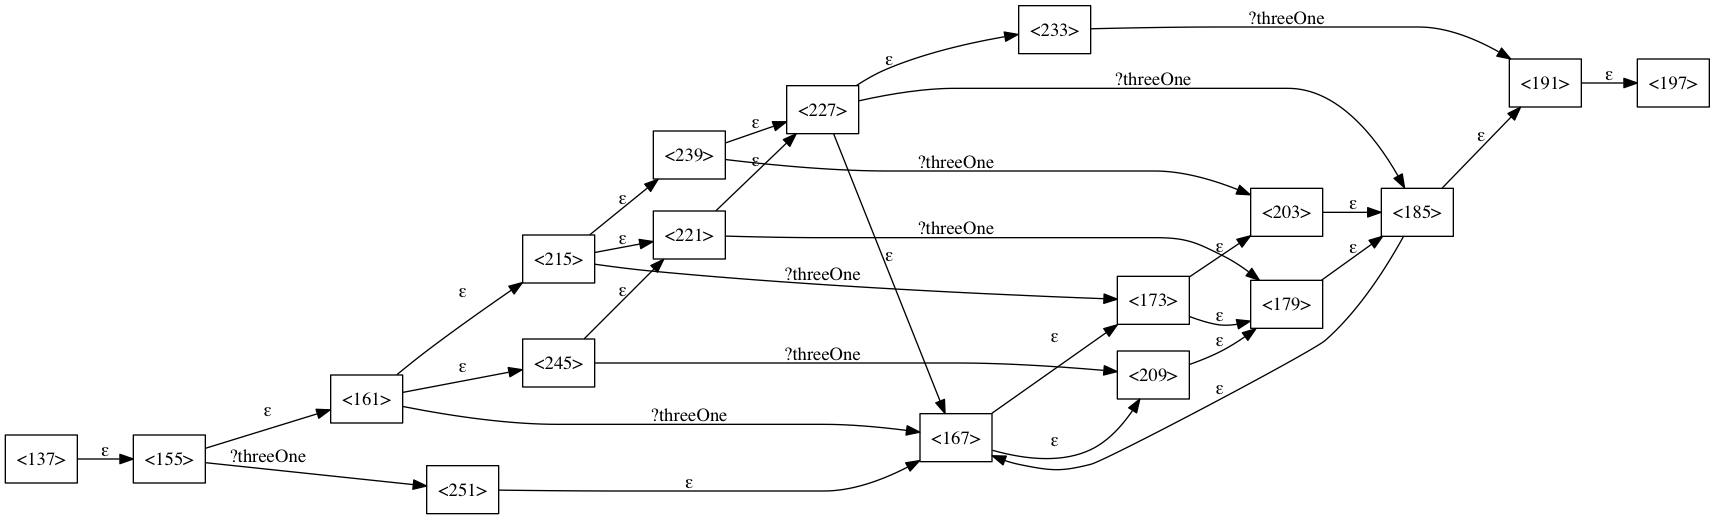 <233>
?threeOne
ε
<191>
ε
<197>
<227>
?threeOne
ε
<239>
ε
?threeOne
ε
<203>
ε
<185>
ε
<221>
?threeOne
ε
<215>
ε
?threeOne
ε
<173>
ε
<179>
ε
ε
ε
<245>
?threeOne
<209>
ε
ε
<161>
ε
?threeOne
ε
<167>
ε
ε
<137>
ε
<155>
?threeOne
<251>
ε